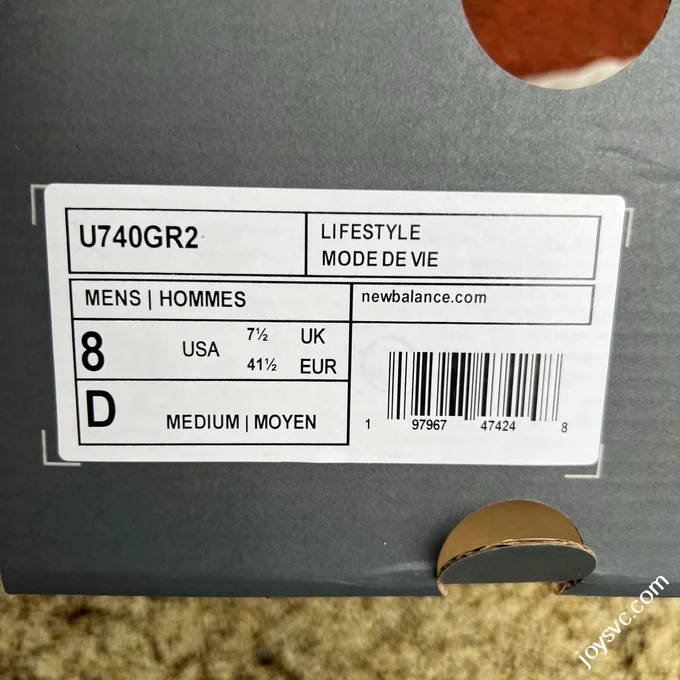 U740GR2
LIFESTYLE
MODE DE VIE
MENS | HOMMES
newbalance.com
8 USA 7½ UK
41½ EUR
D MEDIUM | MOYEN
1 97967 47424 8
joysvc.com